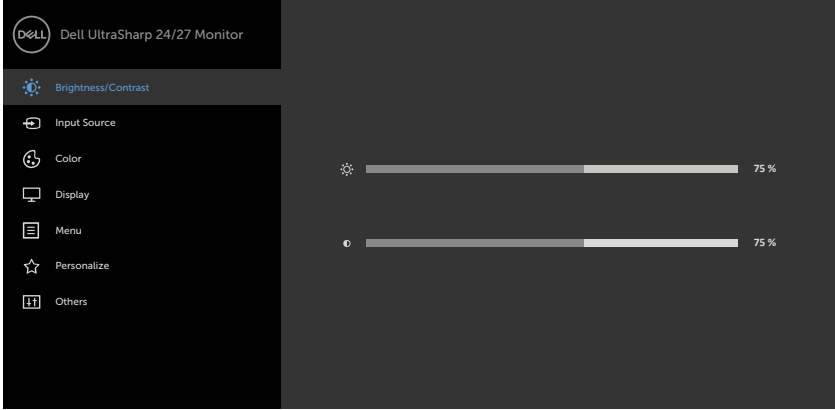 DELL
Dell UltraSharp 24/27 Monitor
Brightness/Contrast
Input Source
Color
75 %
Display
Menu
75 %
Personalize
Others